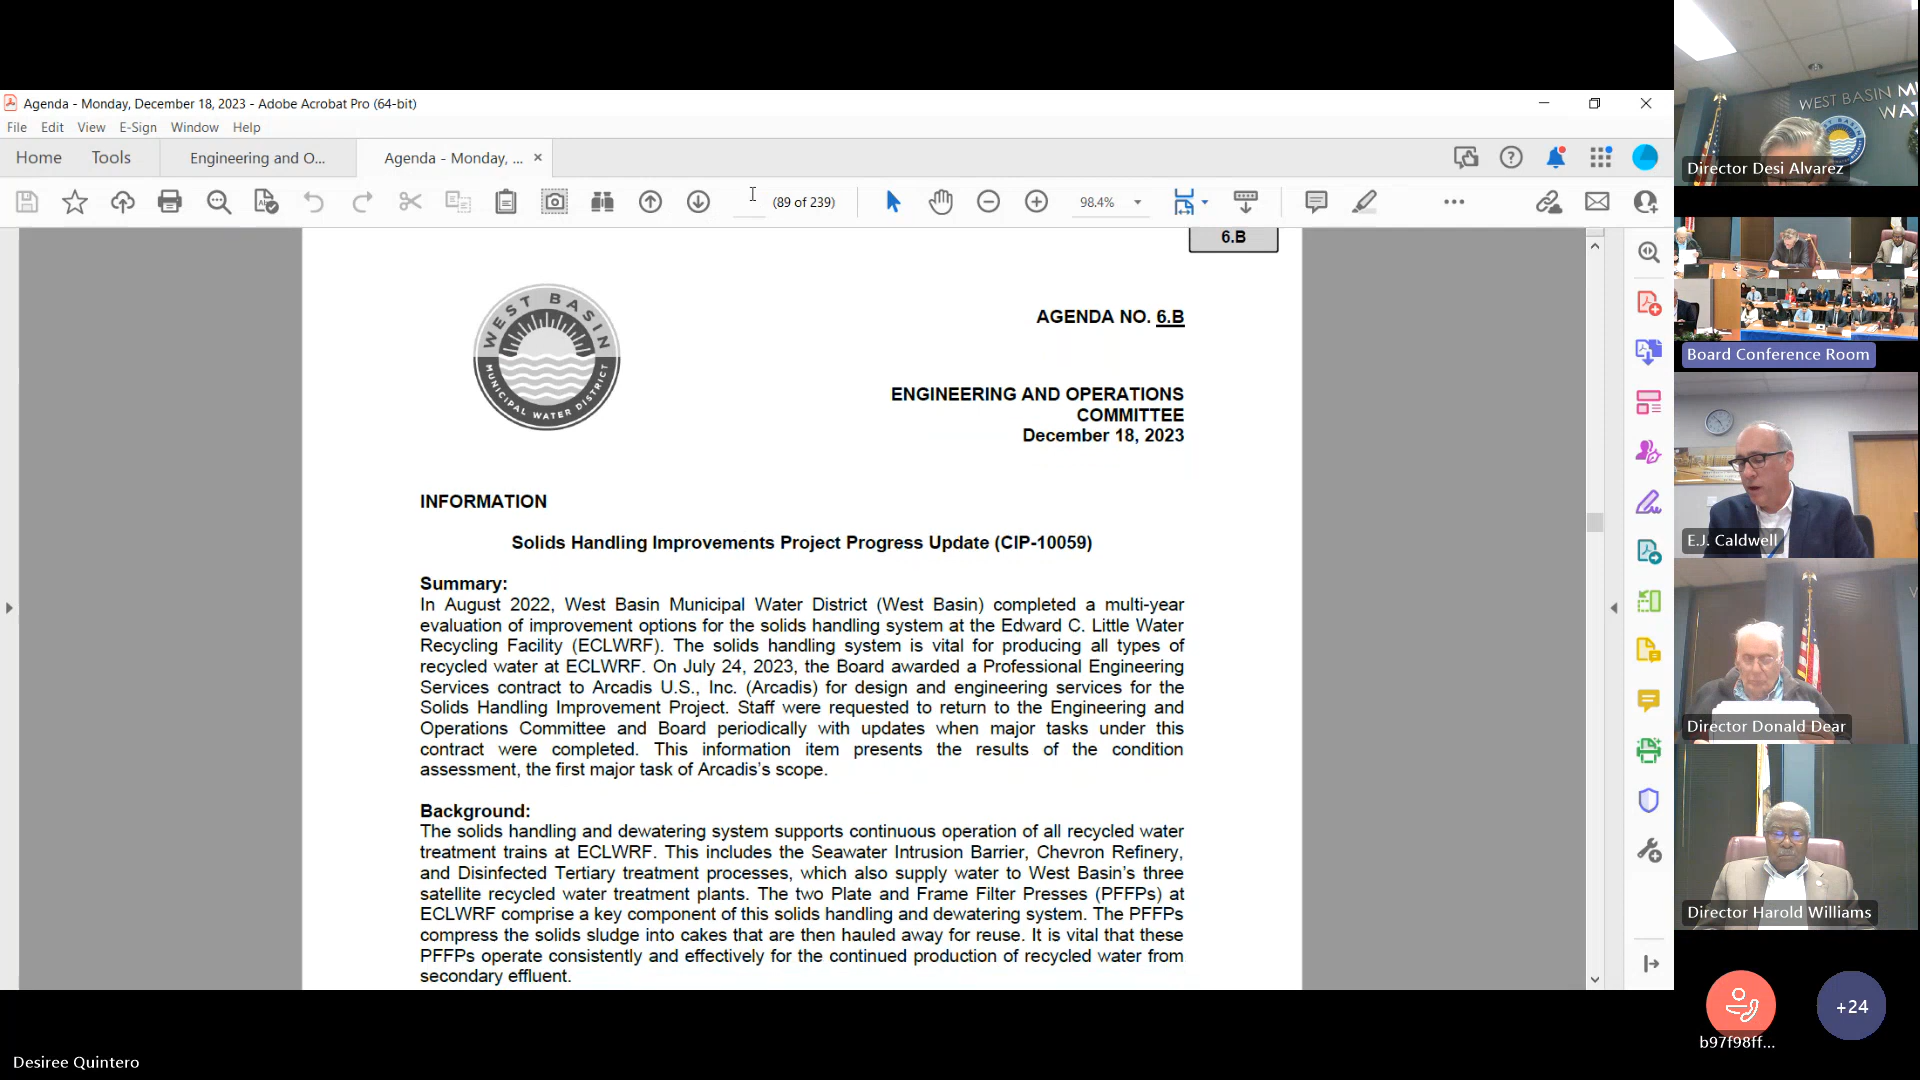 Agenda - Monday, December 18, 2023 - Adobe Acrobat Pro (64-bit)
File Edit View E-Sign Window Help
Home Tools Engineering and O... Agenda - Monday, ... ×
(89 of 239) 98.4%
6.B
WEST BASIN
MUNICIPAL WATER DISTRICT
AGENDA NO. 6.B
ENGINEERING AND OPERATIONS
COMMITTEE
December 18, 2023
INFORMATION
Solids Handling Improvements Project Progress Update (CIP-10059)
Summary:
In August 2022, West Basin Municipal Water District (West Basin) completed a multi-year
evaluation of improvement options for the solids handling system at the Edward C. Little Water
Recycling Facility (ECLWRF). The solids handling system is vital for producing all types of
recycled water at ECLWRF. On July 24, 2023, the Board awarded a Professional Engineering
Services contract to Arcadis U.S., Inc. (Arcadis) for design and engineering services for the
Solids Handling Improvement Project. Staff were requested to return to the Engineering and
Operations Committee and Board periodically with updates when major tasks under this
contract were completed. This information item presents the results of the condition
assessment, the first major task of Arcadis's scope.
Background:
The solids handling and dewatering system supports continuous operation of all recycled water
treatment trains at ECLWRF. This includes the Seawater Intrusion Barrier, Chevron Refinery,
and Disinfected Tertiary treatment processes, which also supply water to West Basin's three
satellite recycled water treatment plants. The two Plate and Frame Filter Presses (PFFPs) at
ECLWRF comprise a key component of this solids handling and dewatering system. The PFFPs
compress the solids sludge into cakes that are then hauled away for reuse. It is vital that these
PFFPs operate consistently and effectively for the continued production of recycled water from
secondary effluent.
WEST BASIN MU
WAT
Director Desi Alvarez
Board Conference Room
E.J. Caldwell
Director Donald Dear
Director Harold Williams
+24
b97f98ff...
Desiree Quintero